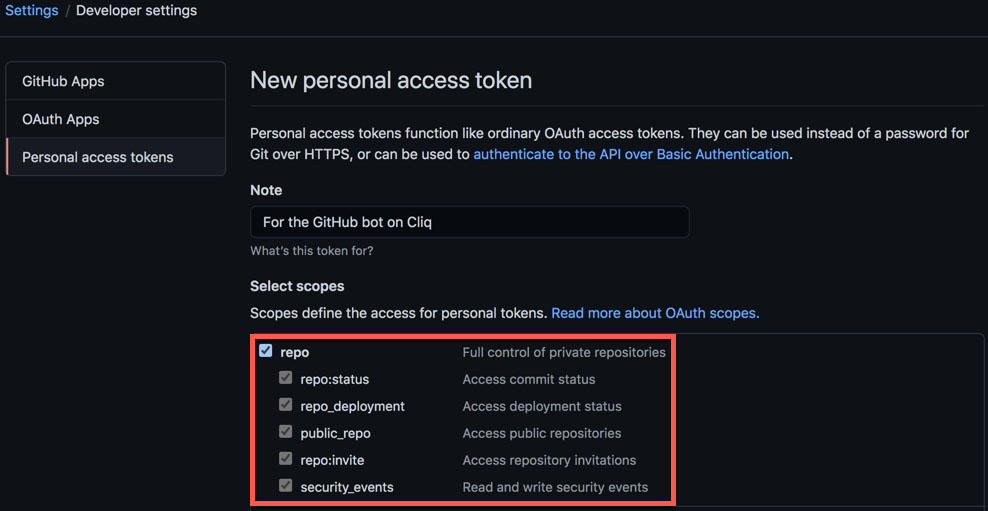 Settings / Developer settings
GitHub Apps
OAuth Apps
Personal access tokens
New personal access token
Personal access tokens function like ordinary OAuth access tokens. They can be used instead of a password for
Git over HTTPS, or can be used to authenticate to the API over Basic Authentication.
Note
For the GitHub bot on Cliq
What's this token for?
Select scopes
Scopes define the access for personal tokens. Read more about OAuth scopes.
repo Full control of private repositories
repo:status Access commit status
repo_deployment Access deployment status
public_repo Access public repositories
repo:invite Access repository invitations
security_events Read and write security events